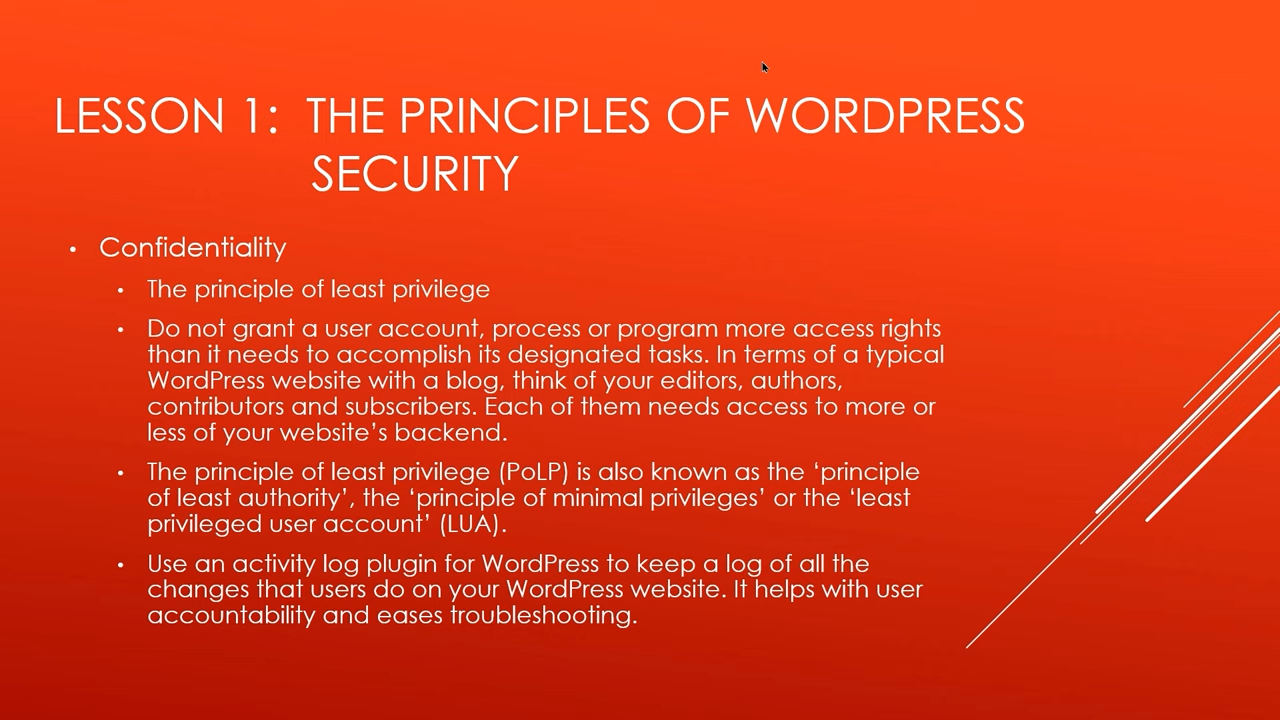 LESSON 1: THE PRINCIPLES OF WORDPRESS
SECURITY
• Confidentiality
• The principle of least privilege
• Do not grant a user account, process or program more access rights
than it needs to accomplish its designated tasks. In terms of a typical
WordPress website with a blog, think of your editors, authors,
contributors and subscribers. Each of them needs access to more or
less of your website’s backend.
• The principle of least privilege (PoLP) is also known as the ‘principle
of least authority’, the ‘principle of minimal privileges’ or the ‘least
privileged user account’ (LUA).
• Use an activity log plugin for WordPress to keep a log of all the
changes that users do on your WordPress website. It helps with user
accountability and eases troubleshooting.